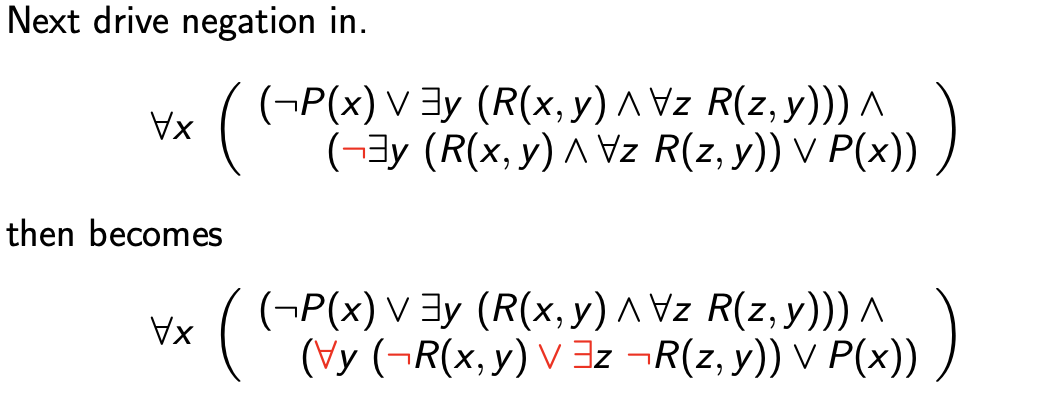 Next drive negation in.
∀x ( (¬P(x) ∨ ∃y (R(x, y) ∧ ∀z R(z, y))) ∧
(¬∃y (R(x, y) ∧ ∀z R(z, y)) ∨ P(x)) )
then becomes
∀x ( (¬P(x) ∨ ∃y (R(x, y) ∧ ∀z R(z, y))) ∧
(∀y (¬R(x, y) ∨ ∃z ¬R(z, y)) ∨ P(x)) )